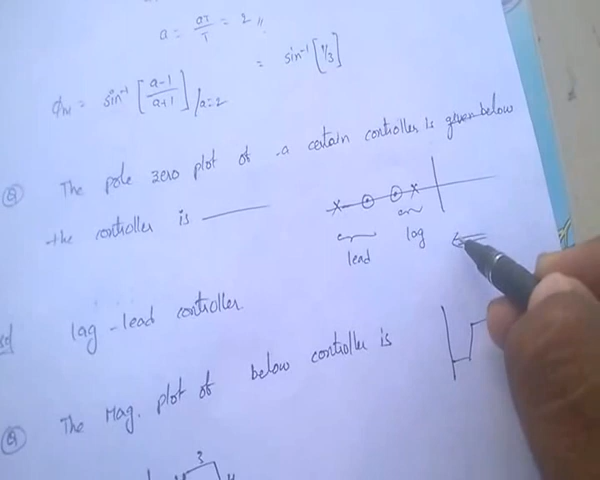 a = aT/T = 2 //
ϕm = sin⁻¹ [a-1/a+1] /a=2 = sin⁻¹ [1/3]
Q The pole zero plot of a certain controller is given below
the controller is ———
lead lag
lag-lead controller.
Q The Mag. plot of below controller is
3